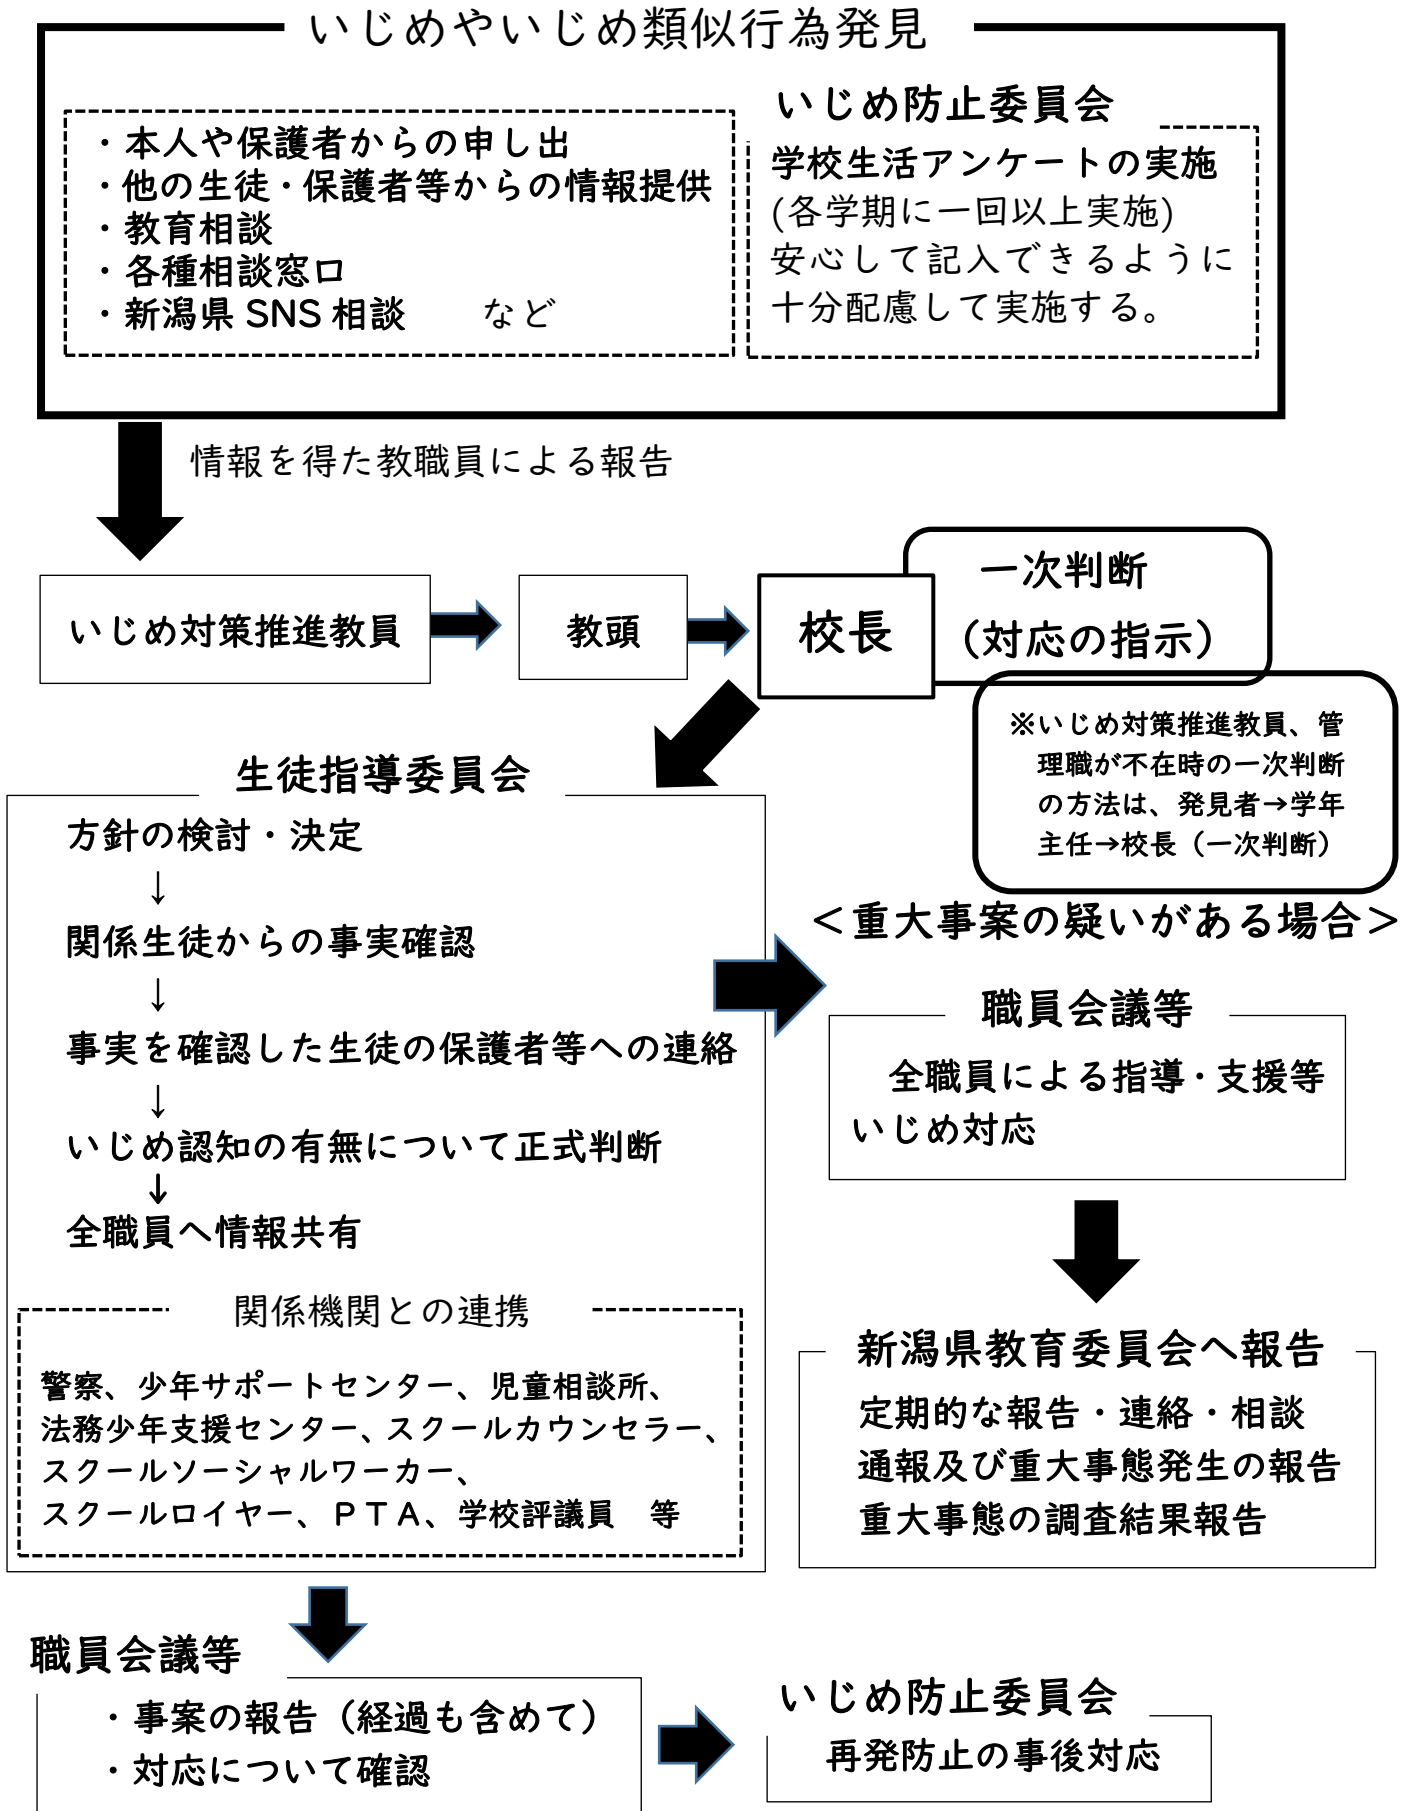 いじめやいじめ類似行為発見
・本人や保護者からの申し出
・他の生徒・保護者等からの情報提供
・教育相談
・各種相談窓口
・新潟県 SNS 相談　　など
いじめ防止委員会
学校生活アンケートの実施
(各学期に一回以上実施)
安心して記入できるように
十分配慮して実施する。
情報を得た教職員による報告
いじめ対策推進教員
教頭
校長
一次判断
（対応の指示）
※いじめ対策推進教員、管
理職が不在時の一次判断
の方法は、発見者→学年
主任→校長（一次判断）
生徒指導委員会
方針の検討・決定
↓
関係生徒からの事実確認
↓
事実を確認した生徒の保護者等への連絡
↓
いじめ認知の有無について正式判断
↓
全職員へ情報共有
関係機関との連携
警察、少年サポートセンター、児童相談所、
法務少年支援センター、スクールカウンセラー、
スクールソーシャルワーカー、
スクールロイヤー、ＰＴＡ、学校評議員　等
＜重大事案の疑いがある場合＞
職員会議等
全職員による指導・支援等
いじめ対応
新潟県教育委員会へ報告
定期的な報告・連絡・相談
通報及び重大事態発生の報告
重大事態の調査結果報告
職員会議等
・事案の報告（経過も含めて）
・対応について確認
いじめ防止委員会
再発防止の事後対応